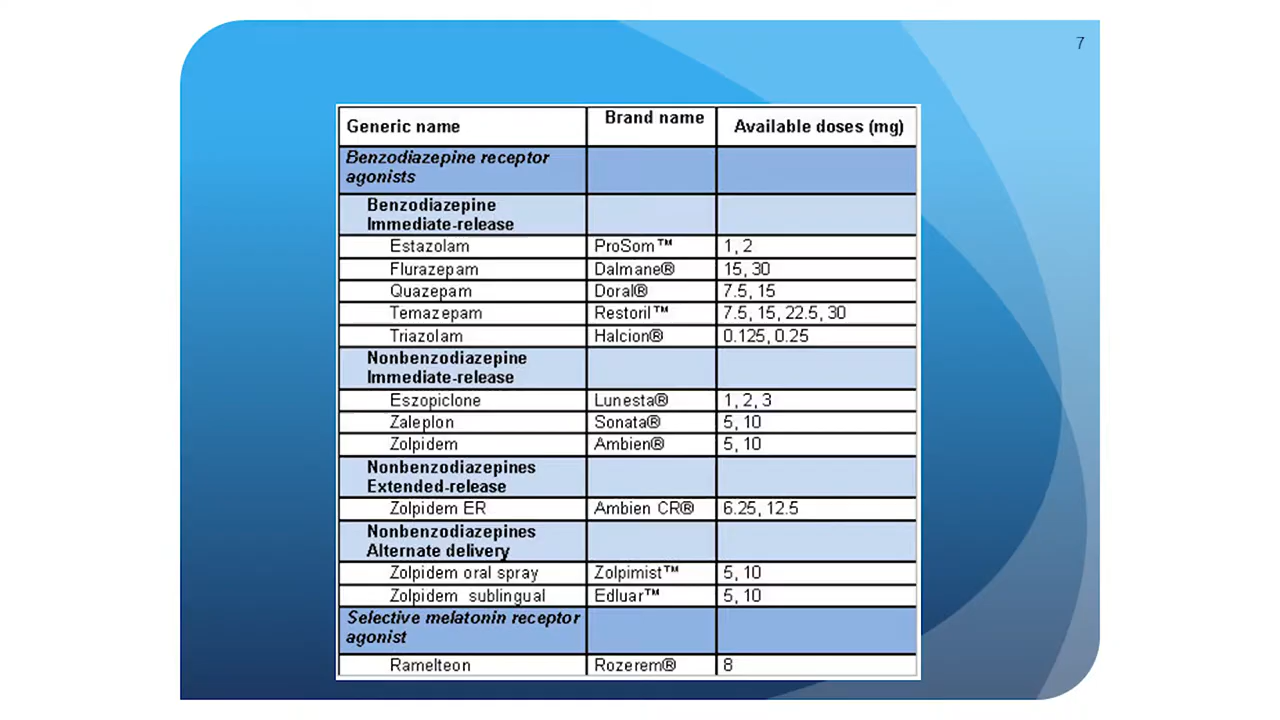 7
Generic name Brand name Available doses (mg)
Benzodiazepine receptor
agonists
Benzodiazepine
Immediate-release
Estazolam ProSom™ 1, 2
Flurazepam Dalmane® 15, 30
Quazepam Doral® 7.5, 15
Temazepam Restoril™ 7.5, 15, 22.5, 30
Triazolam Halcion® 0.125, 0.25
Nonbenzodiazepine
Immediate-release
Eszopiclone Lunesta® 1, 2, 3
Zaleplon Sonata® 5, 10
Zolpidem Ambien® 5, 10
Nonbenzodiazepines
Extended-release
Zolpidem ER Ambien CR® 6.25, 12.5
Nonbenzodiazepines
Alternate delivery
Zolpidem oral spray Zolpimist™ 5, 10
Zolpidem sublingual Edluar™ 5, 10
Selective melatonin receptor
agonist
Ramelteon Rozerem® 8